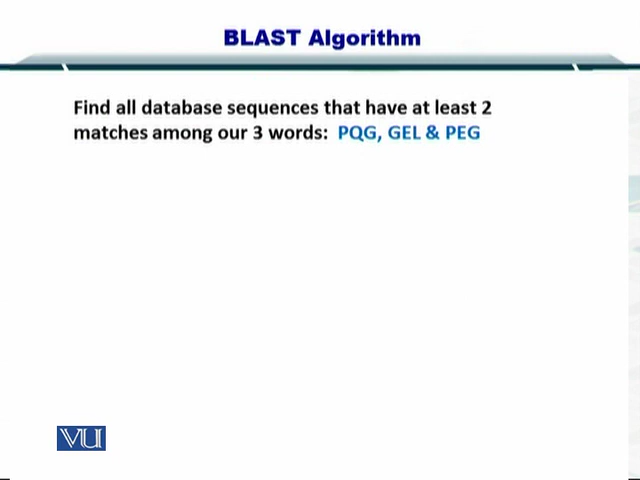 BLAST Algorithm
Find all database sequences that have at least 2
matches among our 3 words: PQG, GEL & PEG
VU